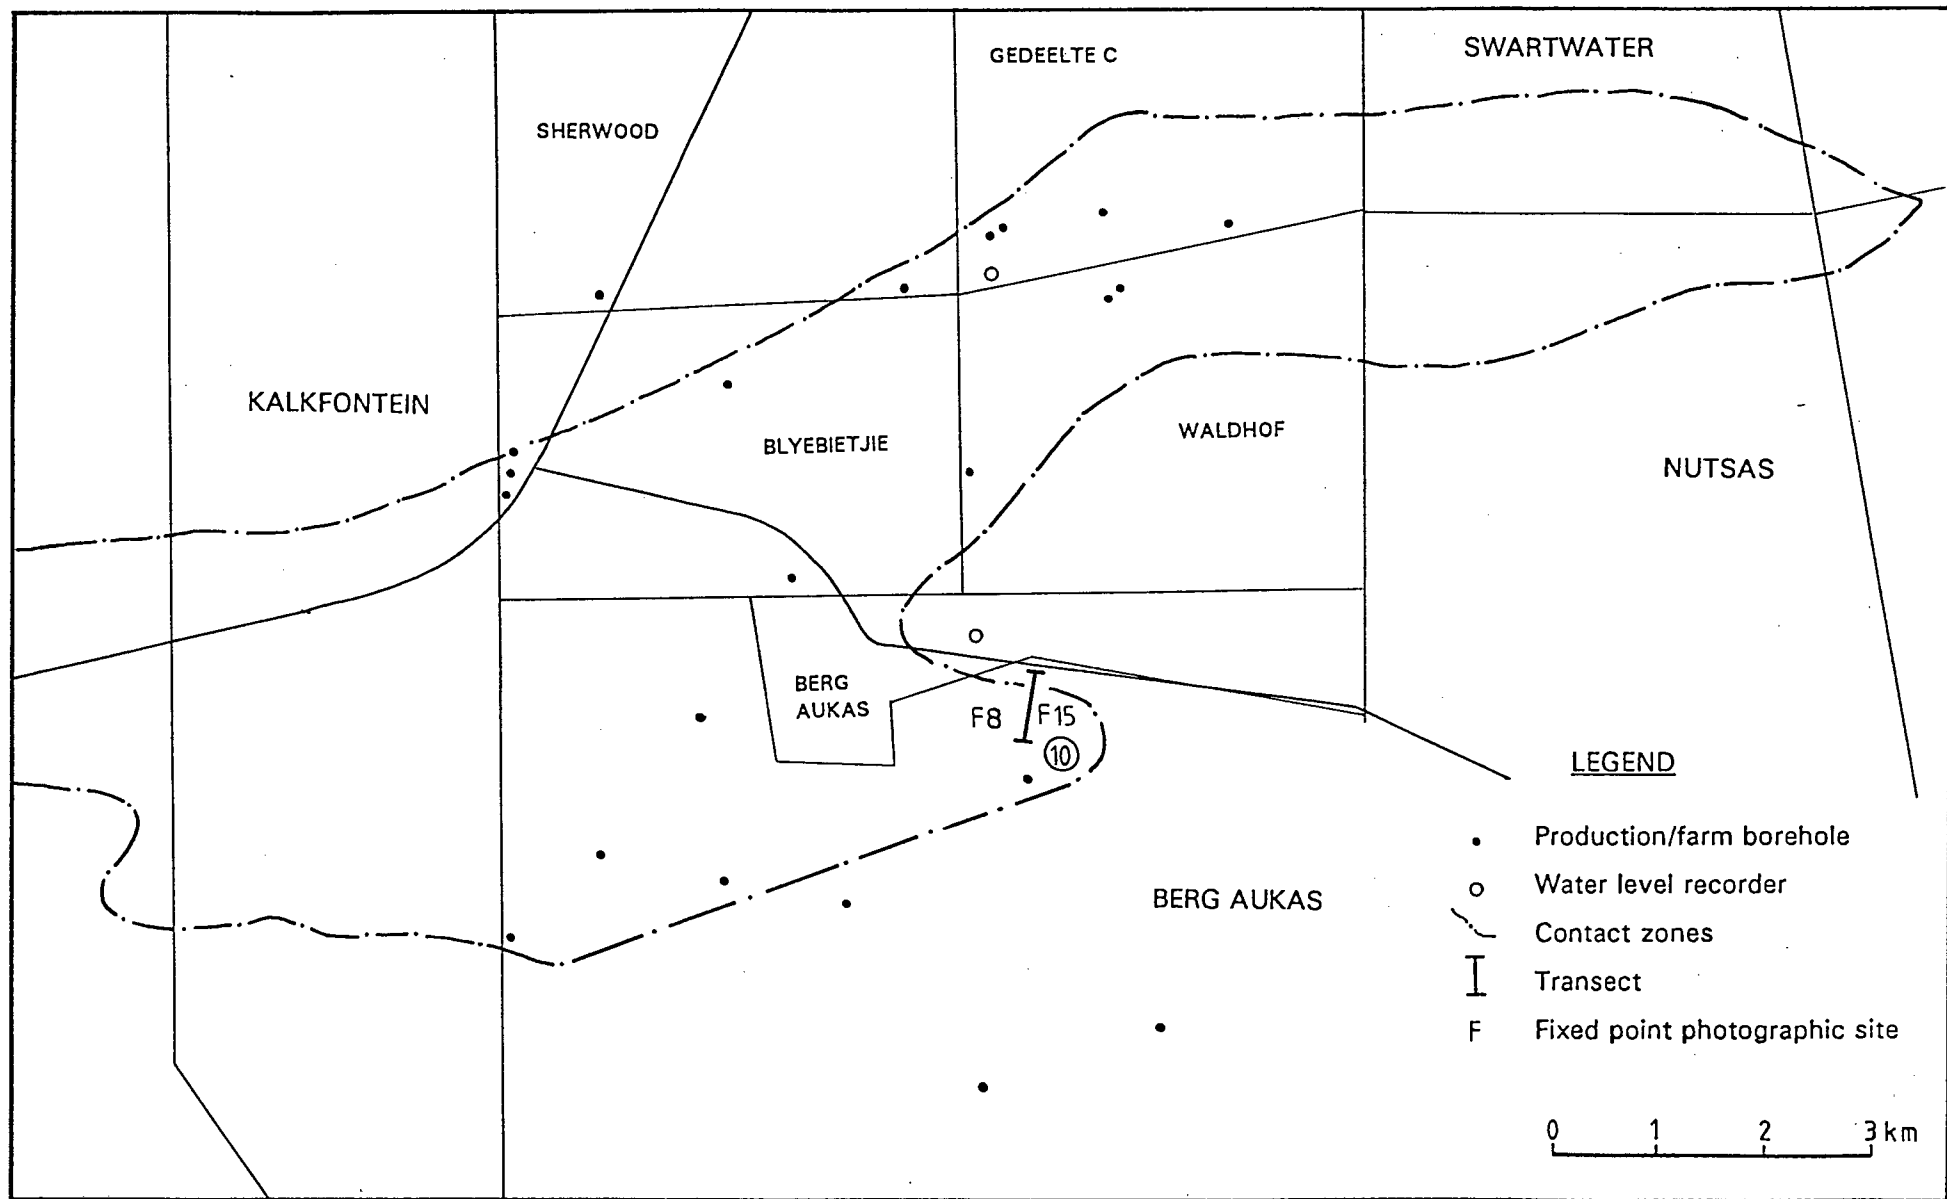 GEDEELTE C
SWARTWATER
SHERWOOD
KALKFONTEIN
BLYEBIETJIE
WALDHOF
NUTSAS
BERG
AUKAS
F8
F15
10
LEGEND
Production/farm borehole
Water level recorder
Contact zones
Transect
F Fixed point photographic site
BERG AUKAS
0 1 2 3 km